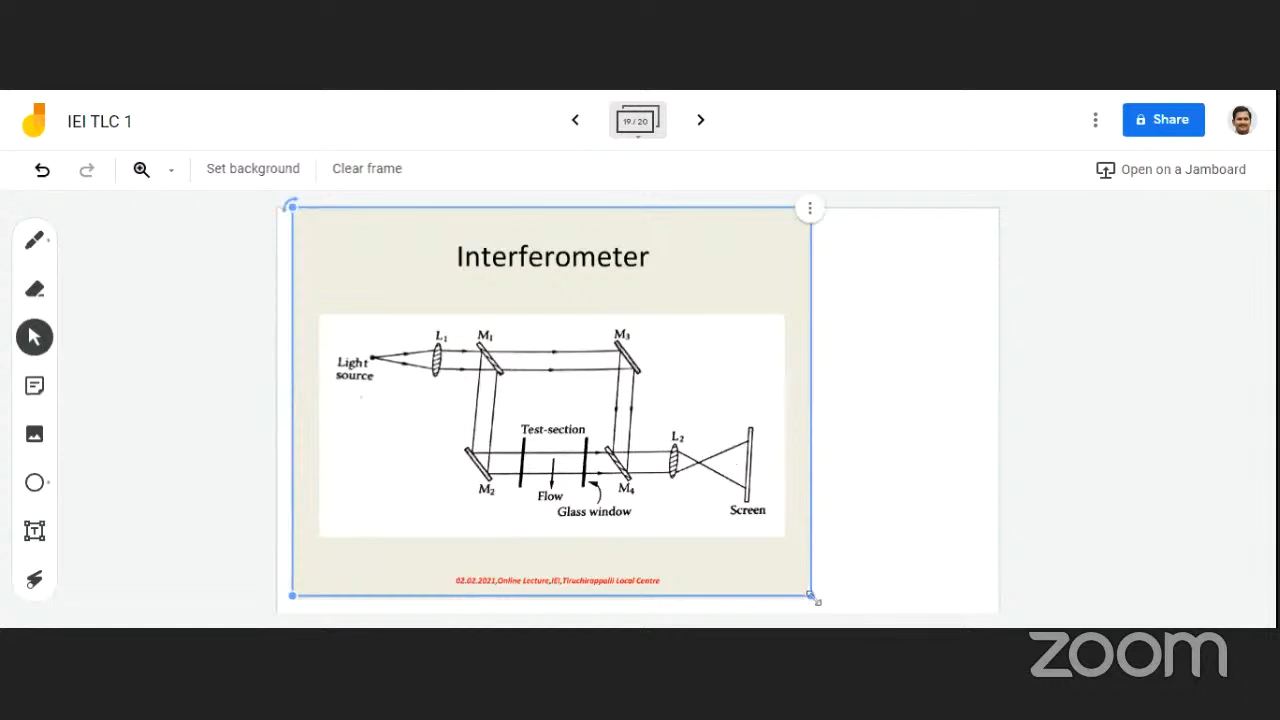 IEI TLC 1
19 / 20
Share
Set background
Clear frame
Open on a Jamboard
Interferometer
L₁
M₁
M₃
Light
source
Test-section
L₂
M₂
Flow
M₄
Glass window
Screen
02.02.2021,Online Lecture,IEI,Tiruchirappalli Local Centre
T
zoom